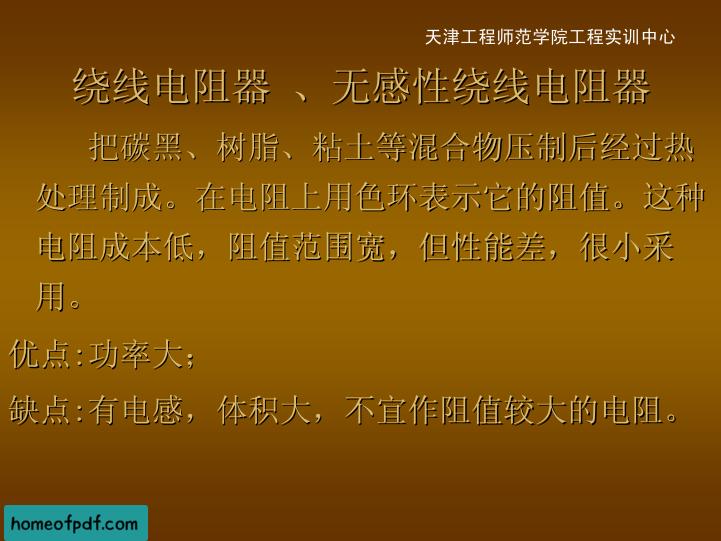 天津工程师范学院工程实训中心
绕线电阻器 、无感性绕线电阻器
把碳黑、树脂、粘土等混合物压制后经过热
处理制成。在电阻上用色环表示它的阻值。这种
电阻成本低，阻值范围宽，但性能差，很小采
用。
优点:功率大；
缺点:有电感，体积大，不宜作阻值较大的电阻。
homeofpdf.com